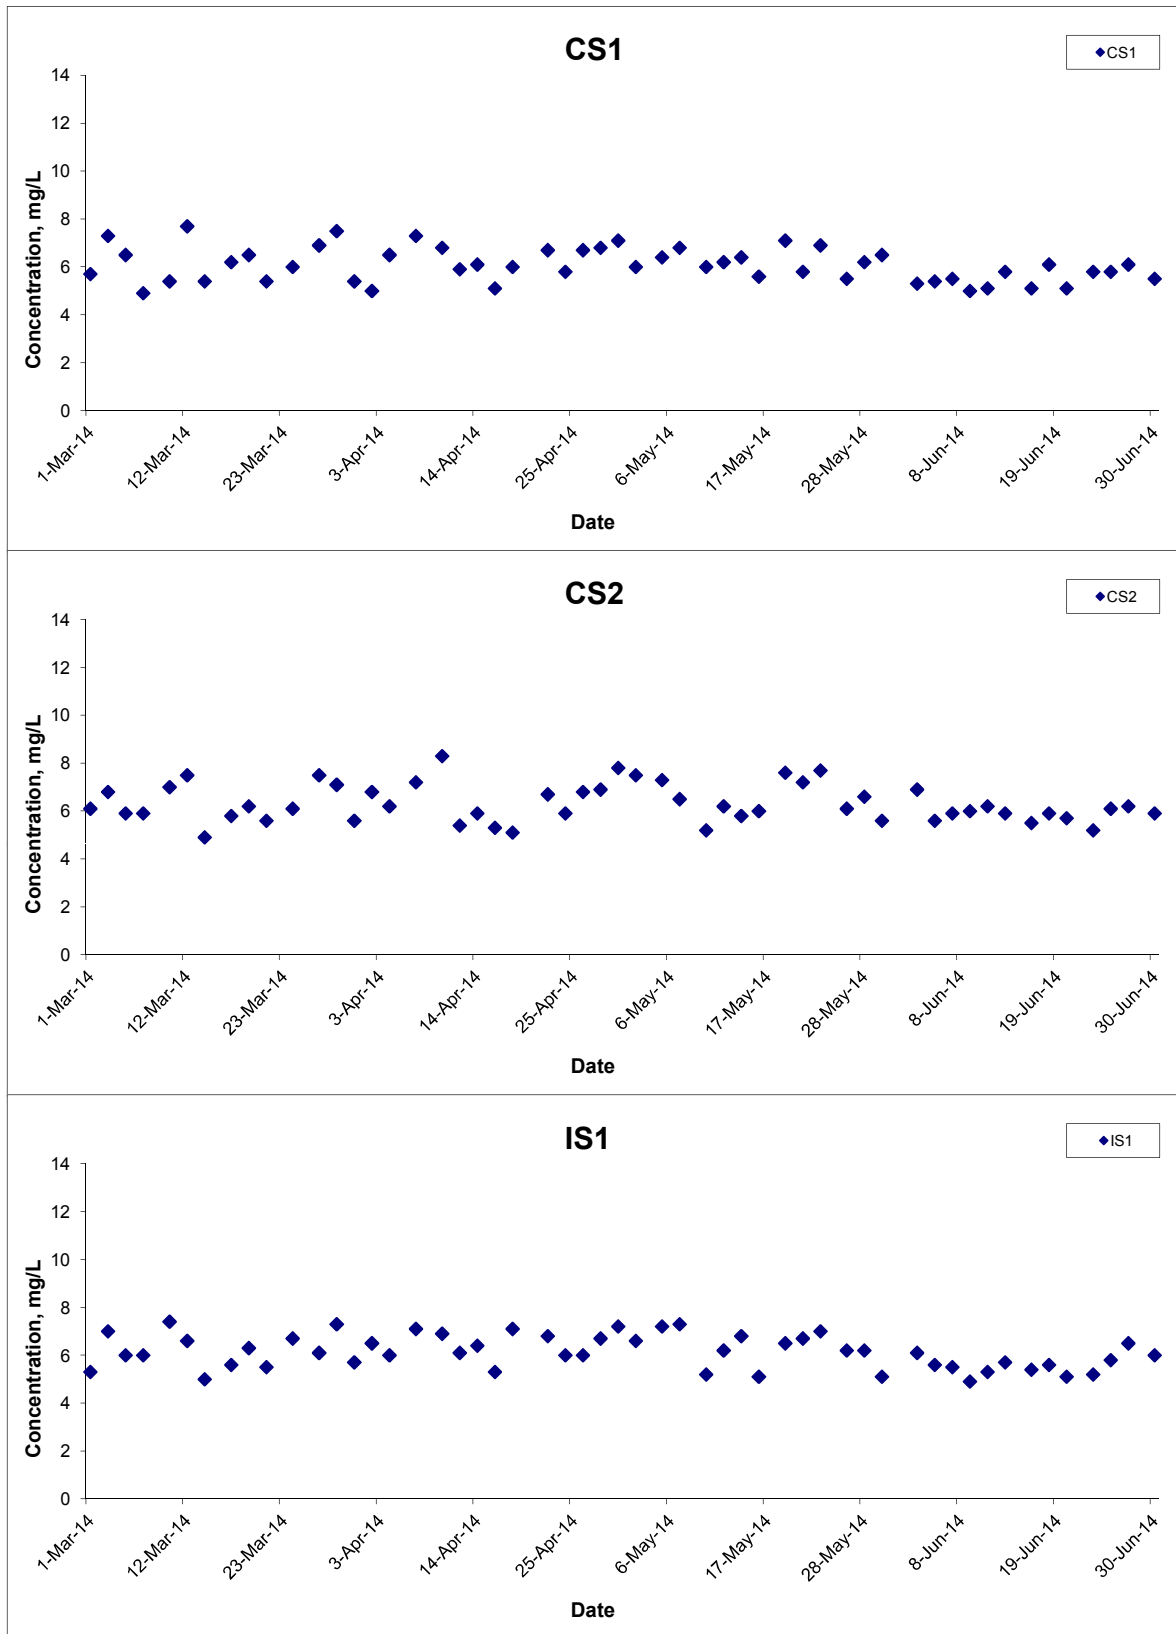 CS1
CS1
14
12
10
8
6
4
2
0
Concentration, mg/L
1-Mar-14
12-Mar-14
23-Mar-14
3-Apr-14
14-Apr-14
25-Apr-14
6-May-14
17-May-14
28-May-14
8-Jun-14
19-Jun-14
30-Jun-14
Date
CS2
CS2
14
12
10
8
6
4
2
0
Concentration, mg/L
1-Mar-14
12-Mar-14
23-Mar-14
3-Apr-14
14-Apr-14
25-Apr-14
6-May-14
17-May-14
28-May-14
8-Jun-14
19-Jun-14
30-Jun-14
Date
IS1
IS1
14
12
10
8
6
4
2
0
Concentration, mg/L
1-Mar-14
12-Mar-14
23-Mar-14
3-Apr-14
14-Apr-14
25-Apr-14
6-May-14
17-May-14
28-May-14
8-Jun-14
19-Jun-14
30-Jun-14
Date